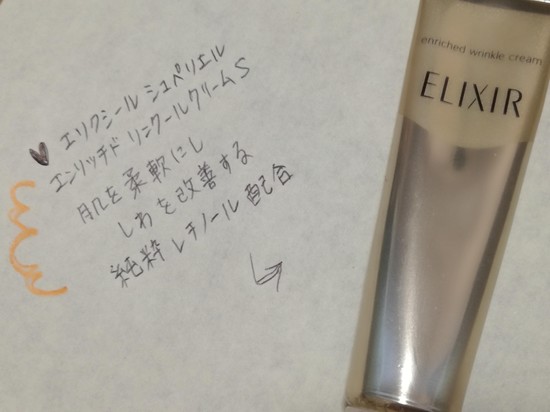 エリクシール シュペリエル
エンリッチド リンクールクリームS
肌を柔軟にし
しわを改善する
純粋レチノール配合
enriched wrinkle cream
ELIXIR